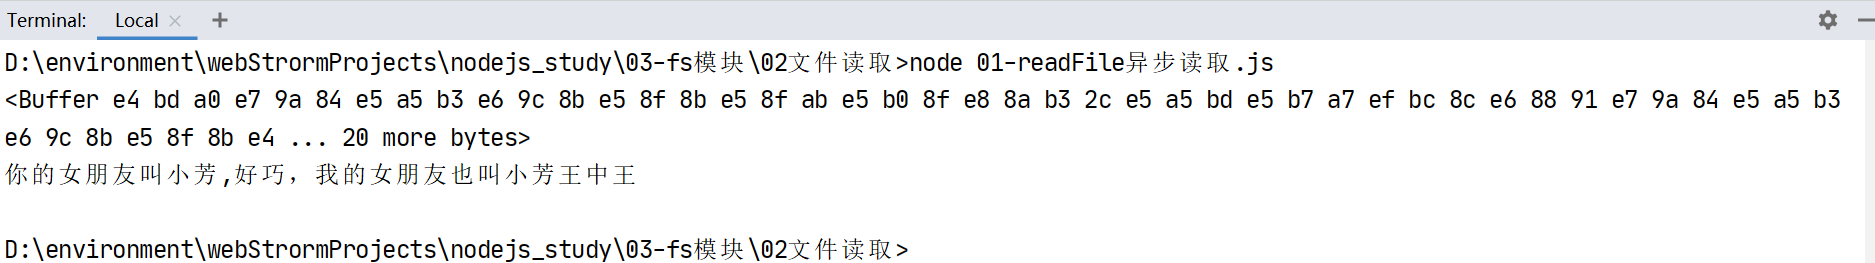 Terminal: Local × +
D:\environment\webStrormProjects\nodejs_study\03-fs模块\02文件读取>node 01-readFile异步读取.js
<Buffer e4 bd a0 e7 9a 84 e5 a5 b3 e6 9c 8b e5 8f 8b e5 8f ab e5 b0 8f e8 8a b3 2c e5 a5 bd e5 b7 a7 ef bc 8c e6 88 91 e7 9a 84 e5 a5 b3
e6 9c 8b e5 8f 8b e4 ... 20 more bytes>
你的女朋友叫小芳,好巧，我的女朋友也叫小芳王中王
D:\environment\webStrormProjects\nodejs_study\03-fs模块\02文件读取>